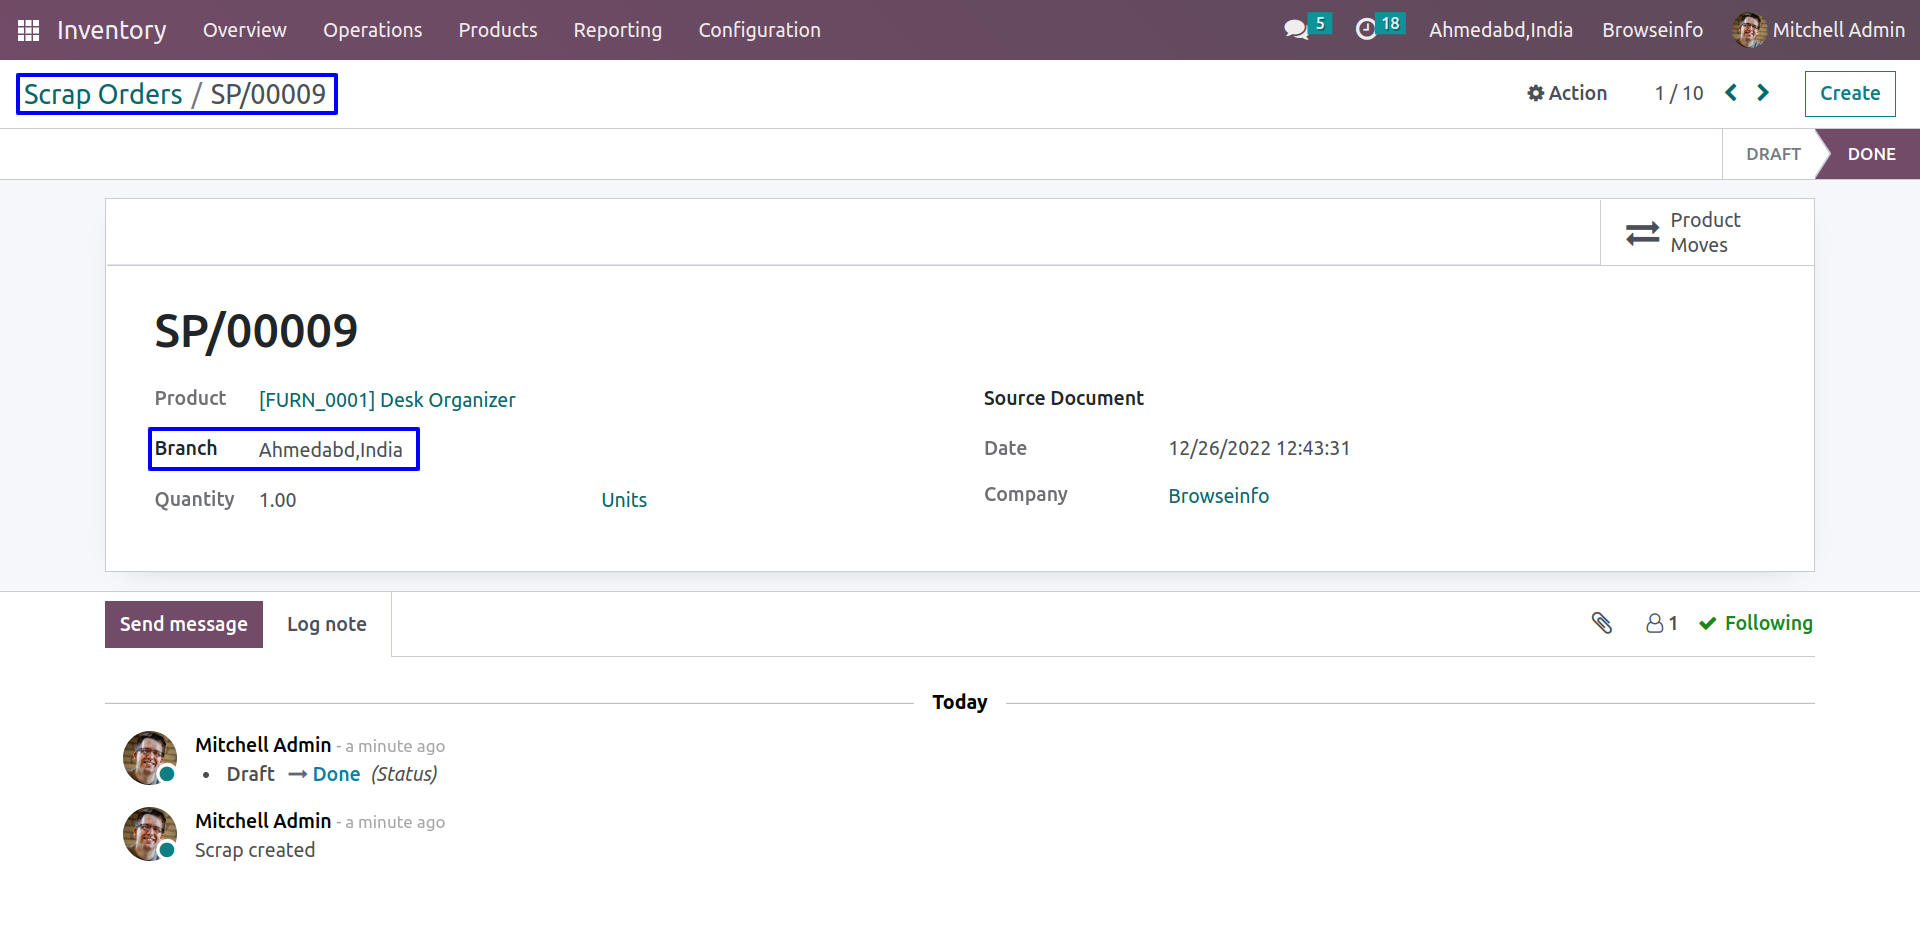 Inventory Overview Operations Products Reporting Configuration 5 18 Ahmedabd,India Browseinfo Mitchell Admin
Scrap Orders / SP/00009 Action 1 / 10 Create
DRAFT DONE
Product
Moves
SP/00009
Product [FURN_0001] Desk Organizer
Branch Ahmedabd,India
Quantity 1.00 Units
Source Document
Date 12/26/2022 12:43:31
Company Browseinfo
Send message Log note 1 Following
Today
Mitchell Admin - a minute ago
• Draft → Done (Status)
Mitchell Admin - a minute ago
Scrap created